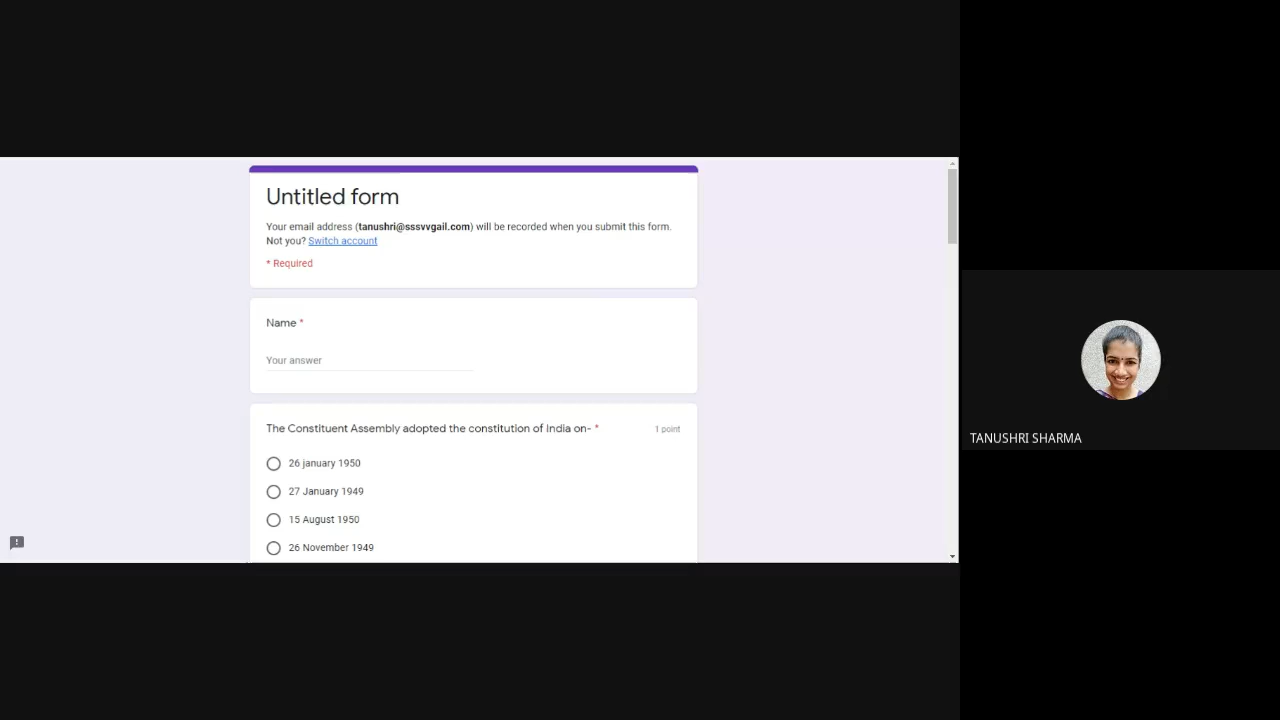 Untitled form
Your email address (tanushri@sssvvgail.com) will be recorded when you submit this form.
Not you? Switch account
* Required
Name *
Your answer
The Constituent Assembly adopted the constitution of India on- *
1 point
26 january 1950
27 January 1949
15 August 1950
26 November 1949
TANUSHRI SHARMA